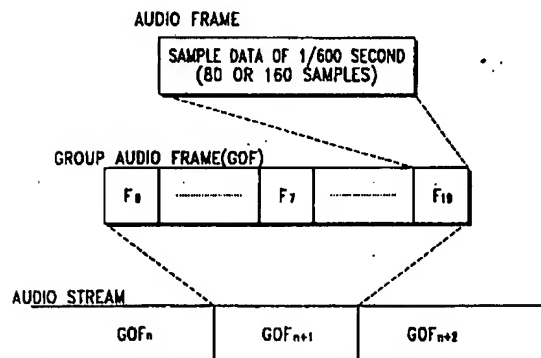 AUDIO FRAME
SAMPLE DATA OF 1/600 SECOND
(80 OR 160 SAMPLES)
GROUP AUDIO FRAME(GOF)
F0 F7 F19
AUDIO STREAM
GOFn GOFn+1 GOFn+2